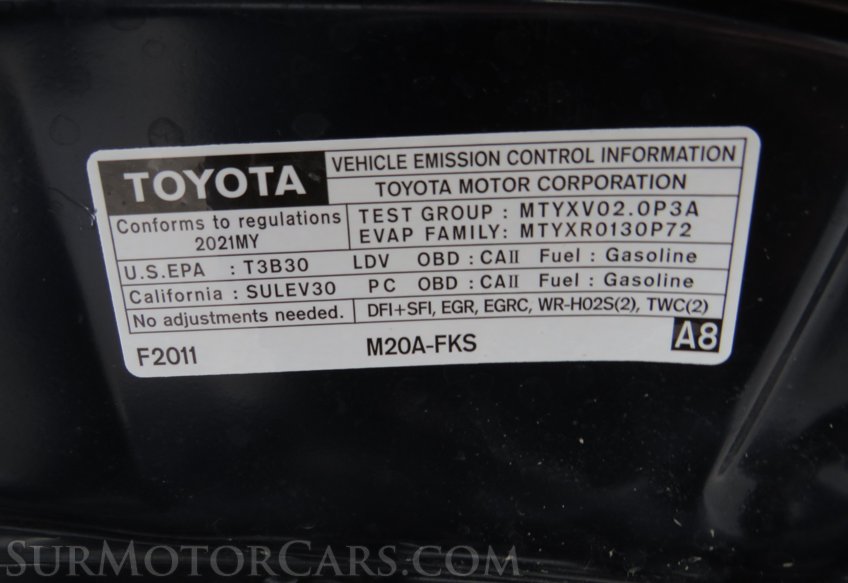 TOYOTA
VEHICLE EMISSION CONTROL INFORMATION
TOYOTA MOTOR CORPORATION
Conforms to regulations
2021MY
TEST GROUP : MTYXV02.0P3A
EVAP FAMILY: MTYXR0130P72
U.S.EPA : T3B30 LDV OBD : CAII Fuel : Gasoline
California : SULEV30 PC OBD : CAII Fuel : Gasoline
No adjustments needed. DFI+SFI, EGR, EGRC, WR-HO2S(2), TWC(2)
F2011 M20A-FKS A8
SurMotorCars.com